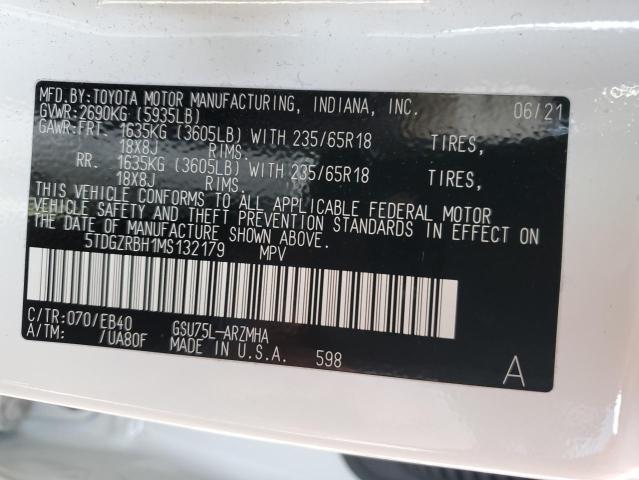 MFD.BY:TOYOTA MOTOR MANUFACTURING, INDIANA, INC. 06/21
GVWR:2690KG (5935LB)
GAWR:FRT. 1635KG (3605LB) WITH 235/65R18 TIRES,
18X8J RIMS.
RR. 1635KG (3605LB) WITH 235/65R18 TIRES,
18X8J RIMS.
THIS VEHICLE CONFORMS TO ALL APPLICABLE FEDERAL MOTOR
VEHICLE SAFETY AND THEFT PREVENTION STANDARDS IN EFFECT ON
THE DATE OF MANUFACTURE SHOWN ABOVE.
5TDGZRBH1MS132179 MPV
C/TR:070/EB40 GSU75L-ARZMHA
A/TM: /UA80F MADE IN U.S.A. 598
A